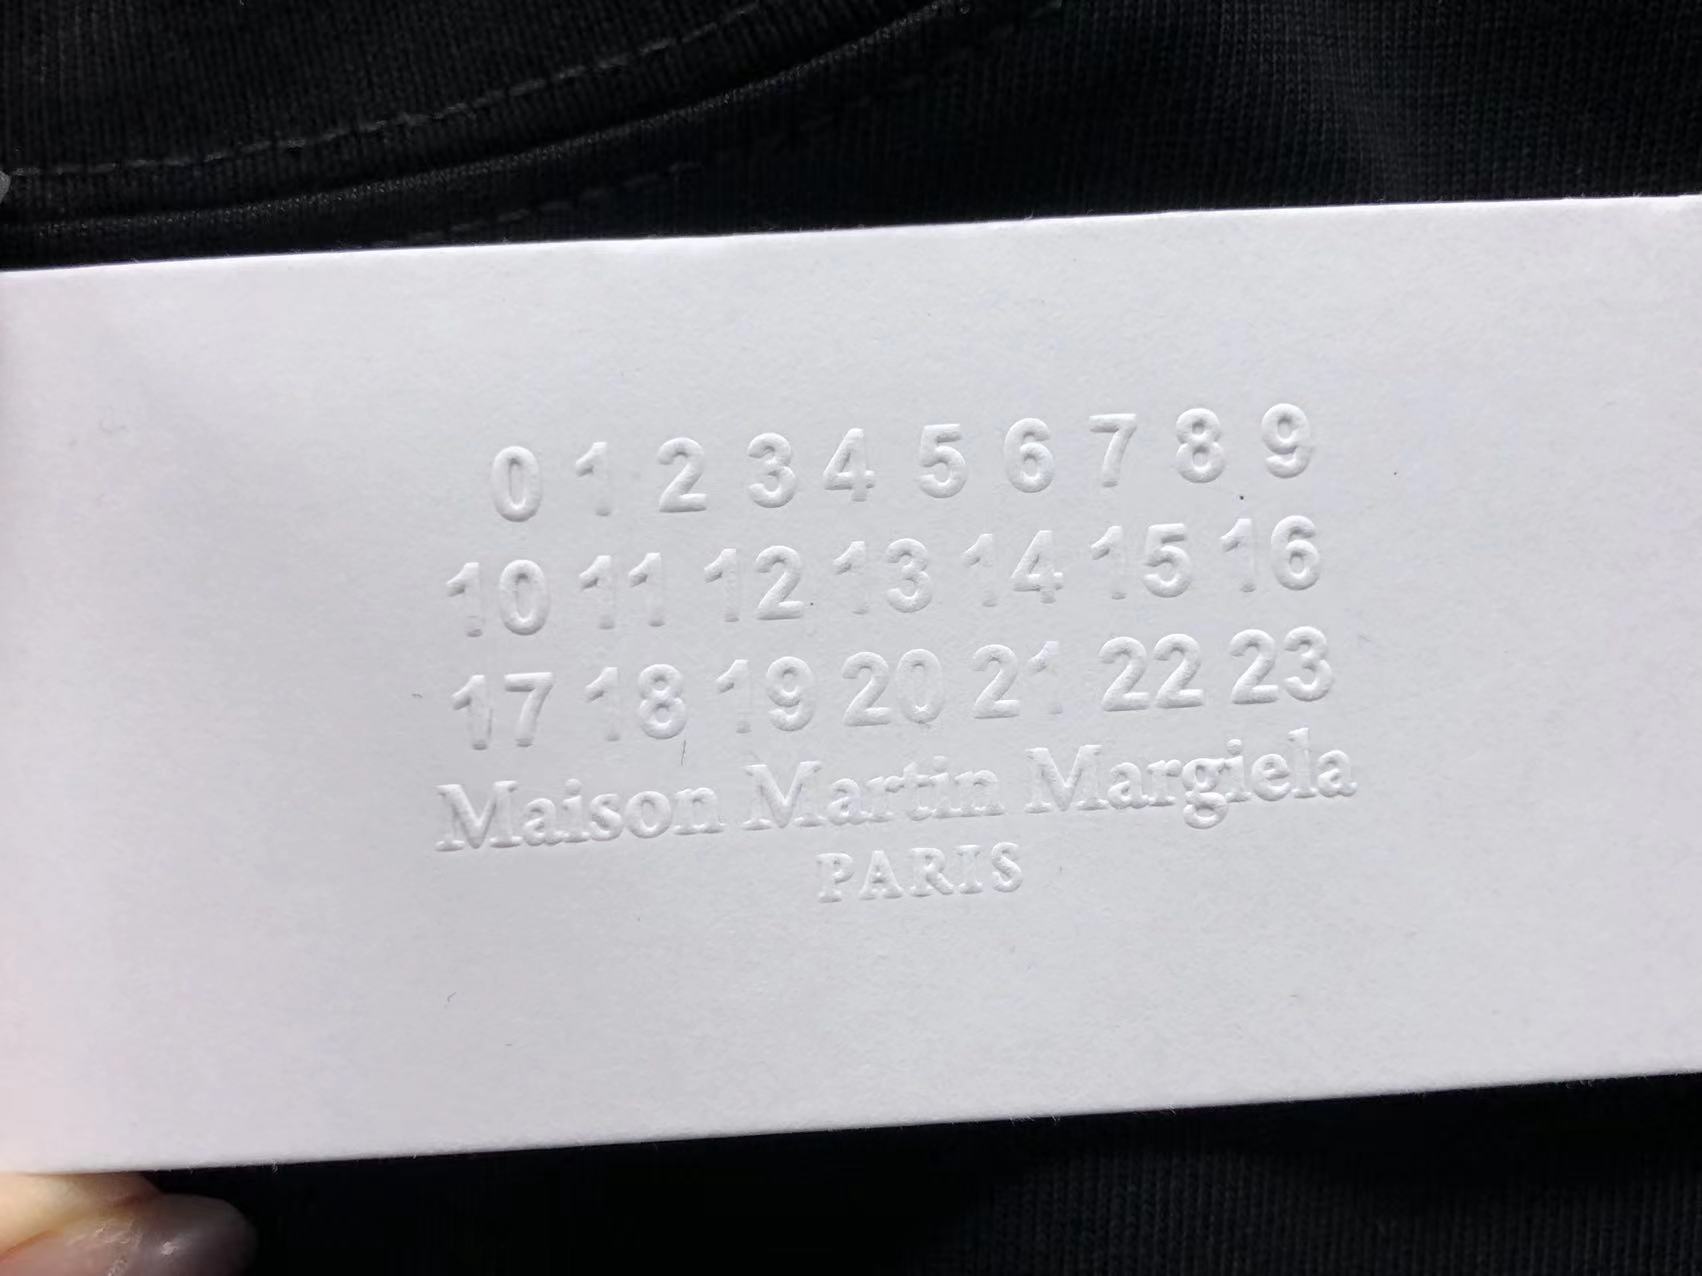 0 1 2 3 4 5 6 7 8 9
10 11 12 13 14 15 16
17 18 19 20 21 22 23
Maison Martin Margiela
PARIS